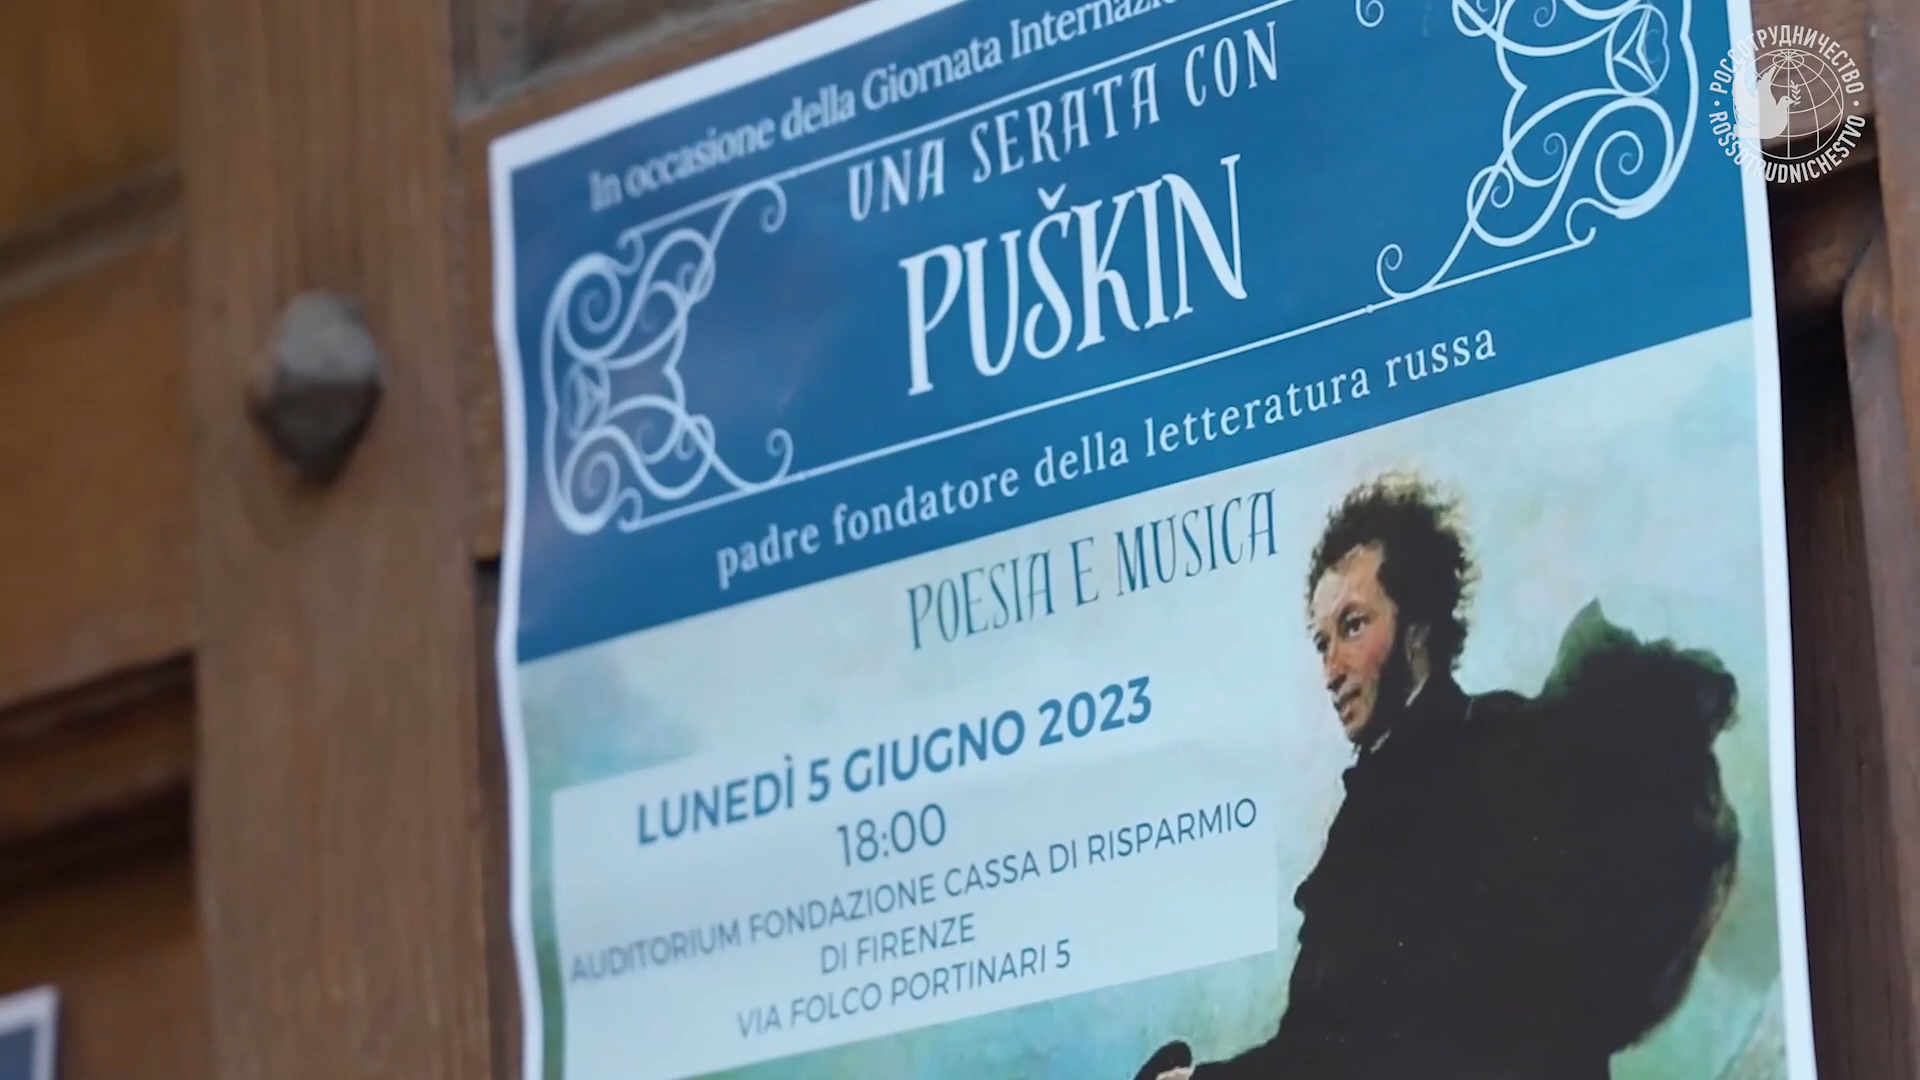 In occasione della Giornata
UNA SERATA CON
PUŠKIN
padre fondatore della letteratura russa
POESIA E MUSICA
LUNEDÌ 5 GIUGNO 2023
18:00
AUDITORIUM FONDAZIONE CASSA DI RISPARMIO
DI FIRENZE
VIA FOLCO PORTINARI 5
РОССОТРУДНИЧЕСТВО
ROSSOTRUDNICHESTVO